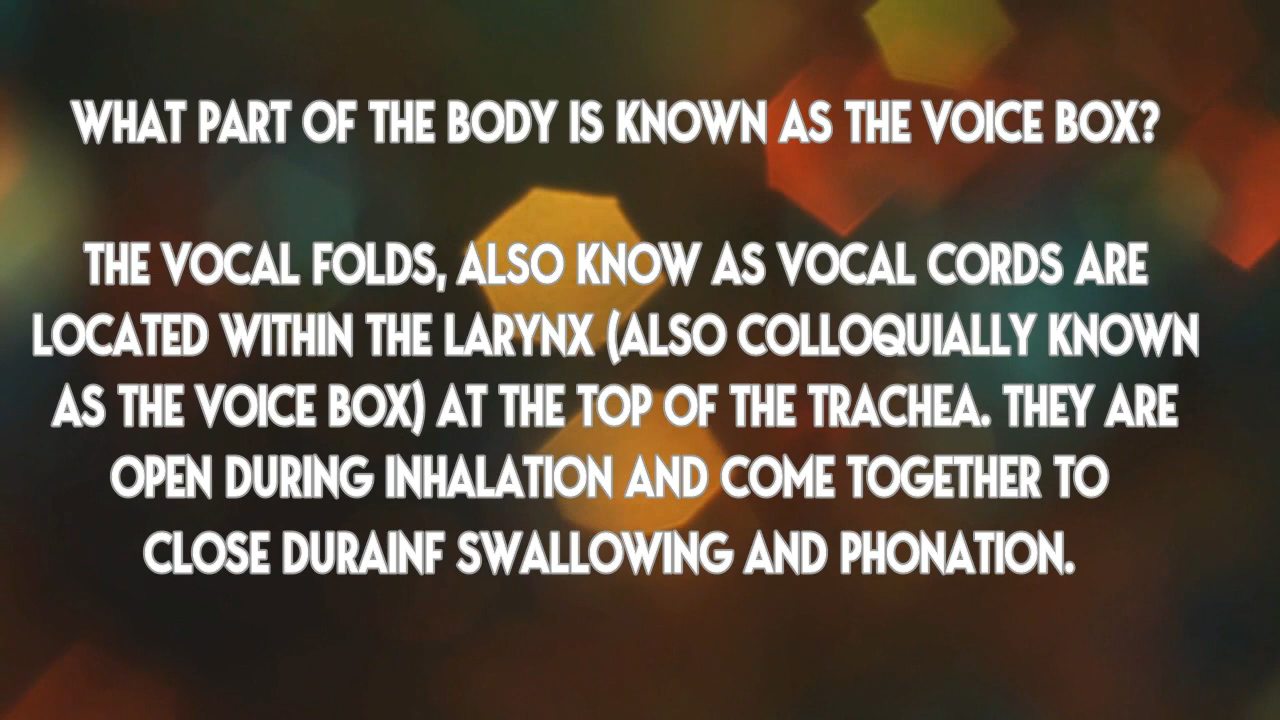 WHAT PART OF THE BODY IS KNOWN AS THE VOICE BOX?
THE VOCAL FOLDS, ALSO KNOW AS VOCAL CORDS ARE
LOCATED WITHIN THE LARYNX (ALSO COLLOQUIALLY KNOWN
AS THE VOICE BOX) AT THE TOP OF THE TRACHEA. THEY ARE
OPEN DURING INHALATION AND COME TOGETHER TO
CLOSE DURAINF SWALLOWING AND PHONATION.